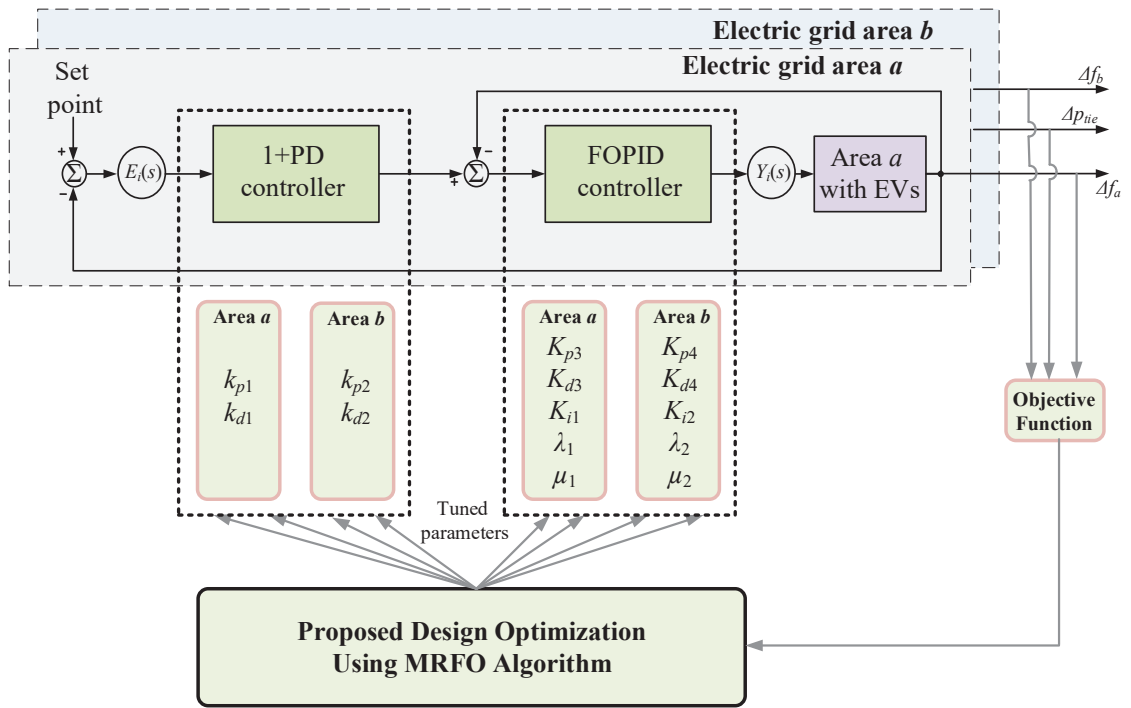 Electric grid area b
Electric grid area a
Set
point
Δf_b
Δp_tie
Δf_a
+
Σ
−
E_i(s)
1+PD
controller
−
+
Σ
FOPID
controller
Y_i(s)
Area a
with EVs
Area a
k_p1
k_d1
Area b
k_p2
k_d2
Area a
K_p3
K_d3
K_i1
λ_1
μ_1
Area b
K_p4
K_d4
K_i2
λ_2
μ_2
Objective
Function
Tuned
parameters
Proposed Design Optimization
Using MRFO Algorithm